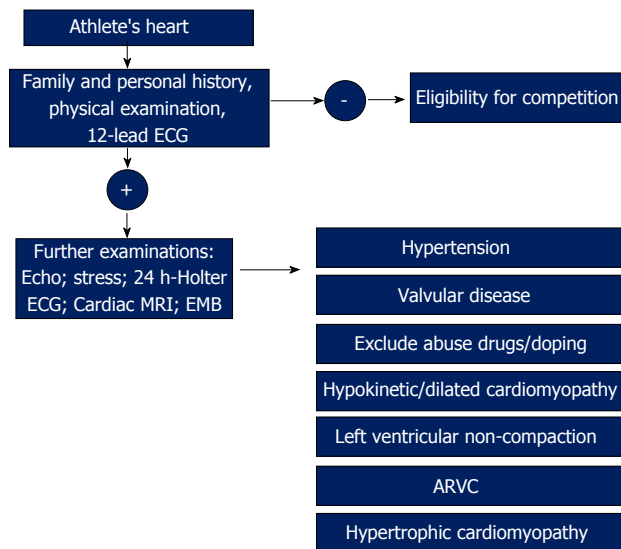 Athlete's heart
Family and personal history,
physical examination,
12-lead ECG
-
Eligibility for competition
+
Further examinations:
Echo; stress; 24 h-Holter
ECG; Cardiac MRI; EMB
Hypertension
Valvular disease
Exclude abuse drugs/doping
Hypokinetic/dilated cardiomyopathy
Left ventricular non-compaction
ARVC
Hypertrophic cardiomyopathy